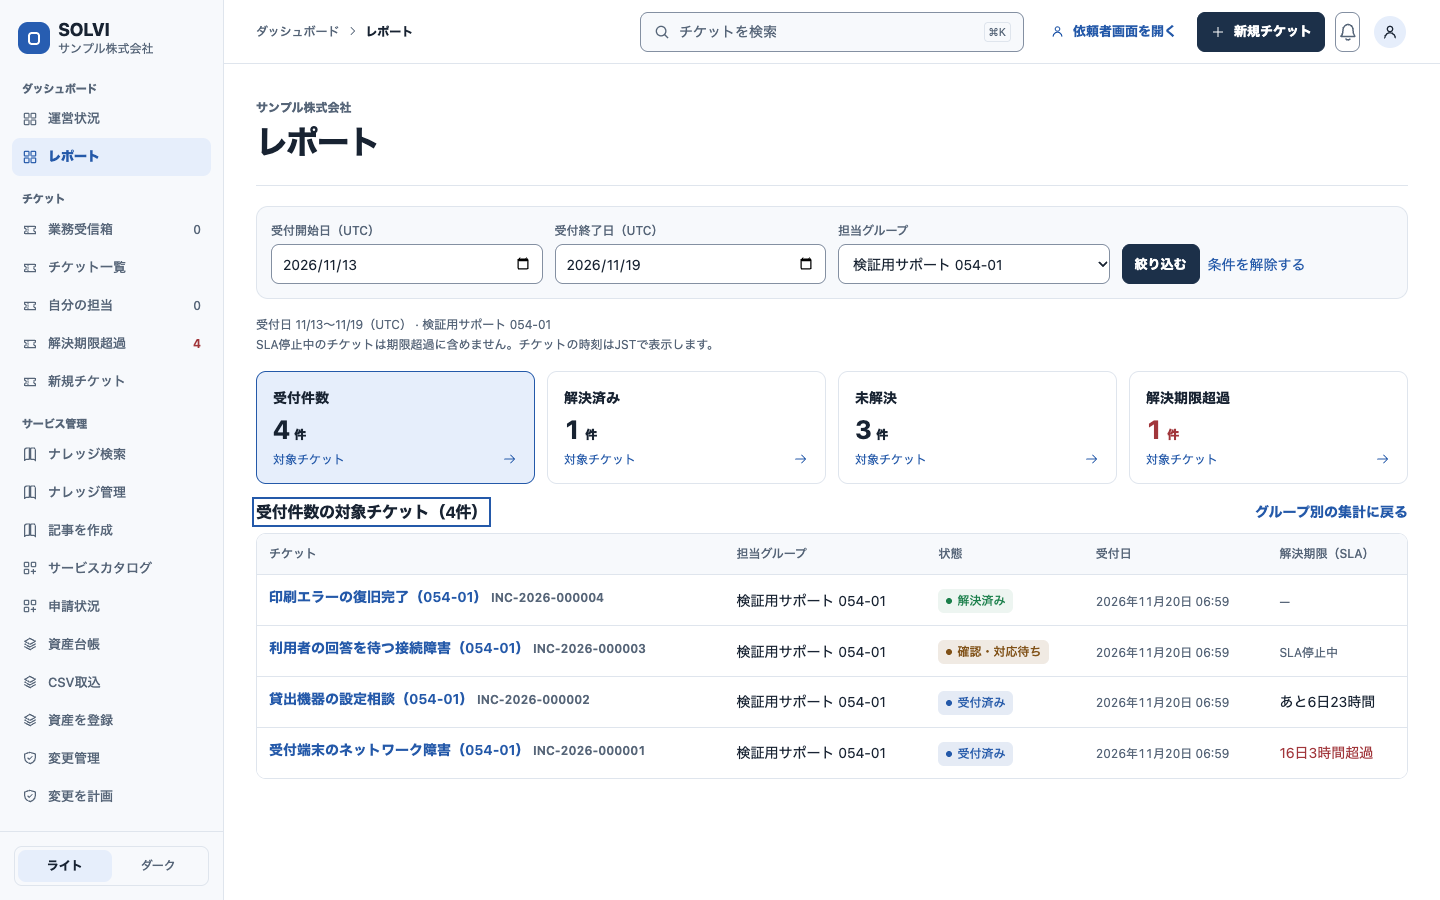 SOLVI
サンプル株式会社
ダッシュボード
運営状況
レポート
チケット
業務受信箱 0
チケット一覧
自分の担当 0
解決期限超過 4
新規チケット
サービス管理
ナレッジ検索
ナレッジ管理
記事を作成
サービスカタログ
申請状況
資産台帳
CSV取込
資産を登録
変更管理
変更を計画
ライト ダーク
ダッシュボード レポート
チケットを検索 ⌘K
依頼者画面を開く
新規チケット
サンプル株式会社
レポート
受付開始日（UTC） 受付終了日（UTC） 担当グループ
2026/11/13 2026/11/19 検証用サポート 054-01 絞り込む 条件を解除する
受付日 11/13〜11/19（UTC） · 検証用サポート 054-01
SLA停止中のチケットは期限超過に含めません。チケットの時刻はJSTで表示します。
受付件数 解決済み 未解決 解決期限超過
4 件 1 件 3 件 1 件
対象チケット → 対象チケット → 対象チケット → 対象チケット →
受付件数の対象チケット（4件） グループ別の集計に戻る
チケット 担当グループ 状態 受付日 解決期限（SLA）
印刷エラーの復旧完了（054-01） INC-2026-000004 検証用サポート 054-01 解決済み 2026年11月20日 06:59 —
利用者の回答を待つ接続障害（054-01） INC-2026-000003 検証用サポート 054-01 確認・対応待ち 2026年11月20日 06:59 SLA停止中
貸出機器の設定相談（054-01） INC-2026-000002 検証用サポート 054-01 受付済み 2026年11月20日 06:59 あと6日23時間
受付端末のネットワーク障害（054-01） INC-2026-000001 検証用サポート 054-01 受付済み 2026年11月20日 06:59 16日3時間超過